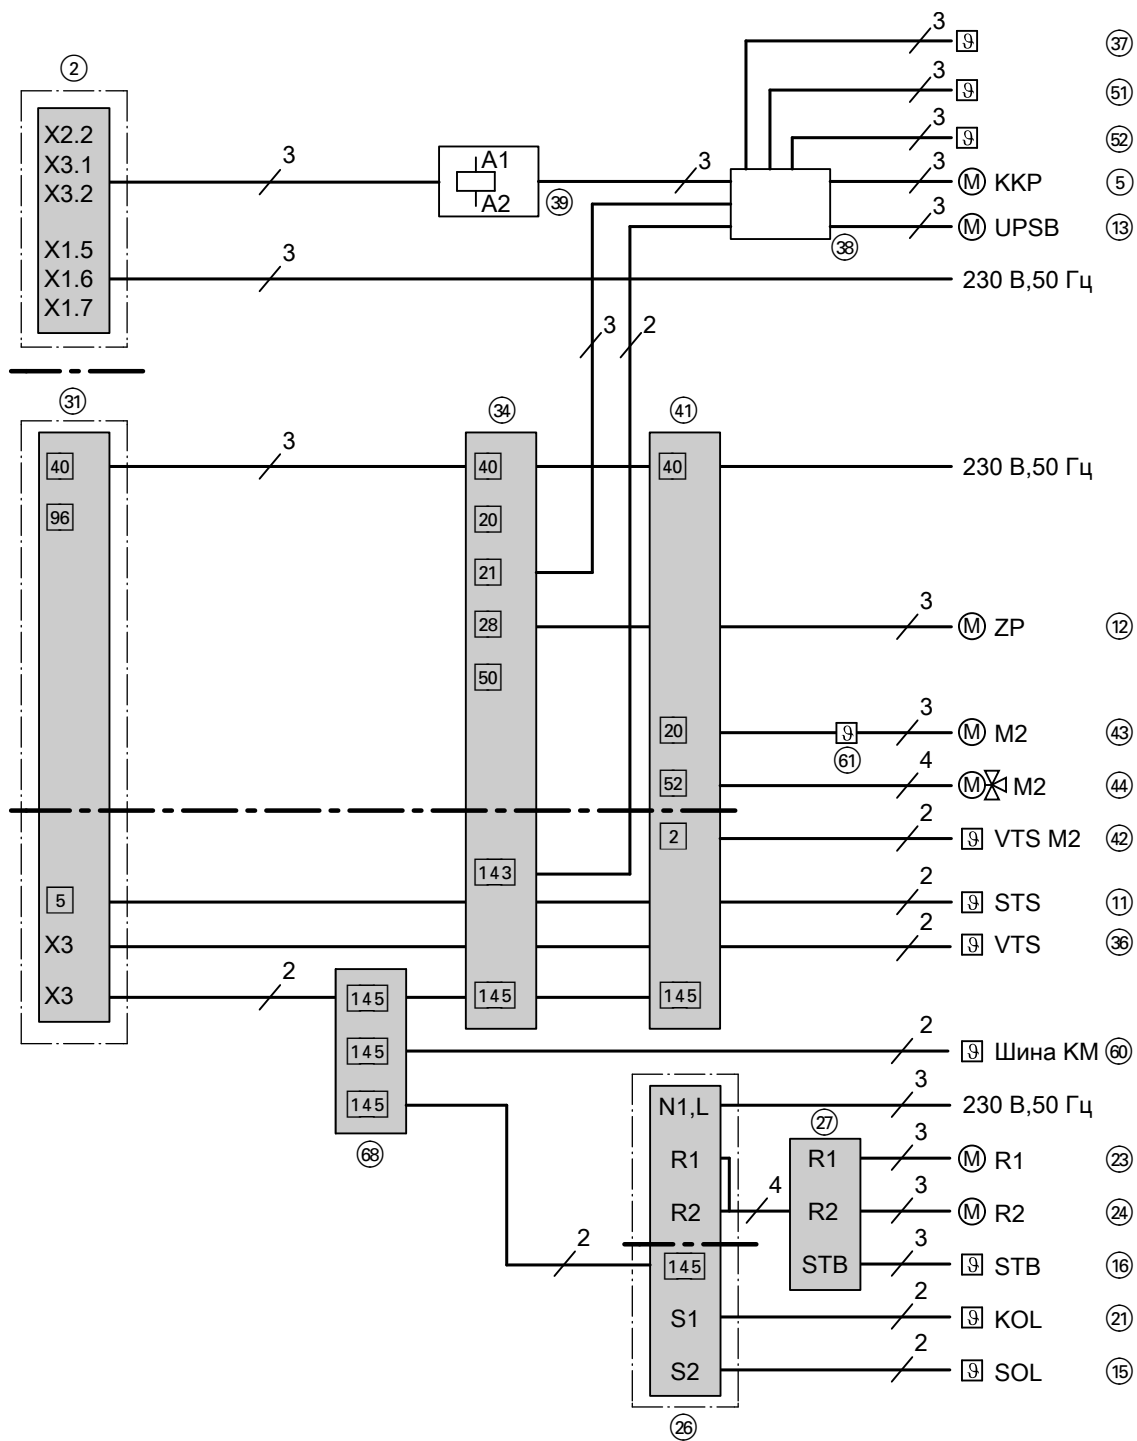 3 37
2 3 51
X2.2 3 52
X3.1 3 A1 3 3 KKP 5
X3.2 A2 39 M
3 M UPSB 13
38
X1.5 3
X1.6 230 В,50 Гц
X1.7
3 2
31 34 41
40 3 40 40 230 В,50 Гц
96 20
21
28 3 M ZP 12
50
20 61 3 M M2 43
52 4 M M2 44
2 2 VTS M2 42
143
5 2 STS 11
X3 2 VTS 36
X3 2 145 145 145
145 2 Шина KM 60
145 N1,L 3 230 В,50 Гц
68 27
R1 R1 3 M R1 23
R2 4 R2 3 M R2 24
2 145 STB 3 STB 16
S1 2 KOL 21
S2 2 SOL 15
26